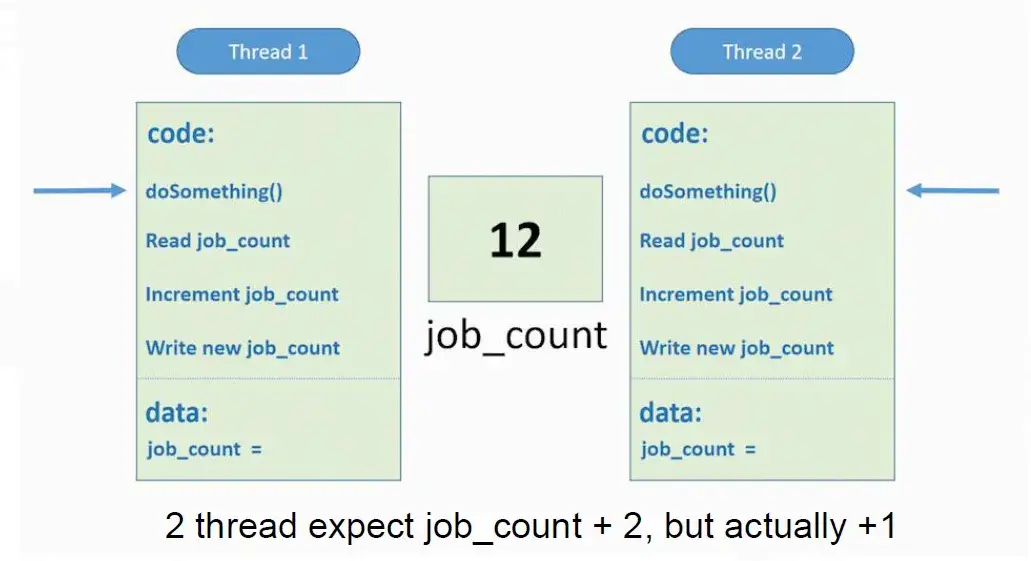 Thread 1
code:
doSomething()
Read job_count
Increment job_count
Write new job_count
data:
job_count =
12
job_count
Thread 2
code:
doSomething()
Read job_count
Increment job_count
Write new job_count
data:
job_count =
2 thread expect job_count + 2, but actually +1